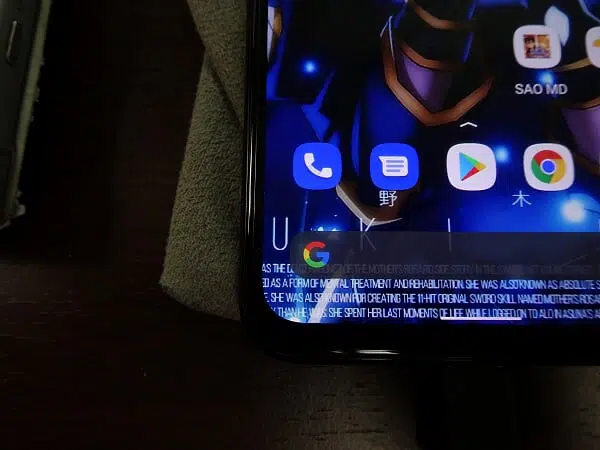 SAO MD
野 木
U K I
G
AS THE OF THE MOTHER'S ROSARIO SIDE STORY IN THE
ED AS A FORM OF MENTAL TREATMENT AND REHABILITATION. SHE WAS ALSO KNOWN AS ABSOLUTE S
SHE WAS ALSO KNOWN FOR CREATING THE 11-HIT ORIGINAL SWORD SKILL NAMED MOTHER'S ROSA
THAN HE WAS. SHE SPENT HER LAST MOMENTS OF LIFE WHILE LOGGED ON TO ALO IN ASUNA'S A